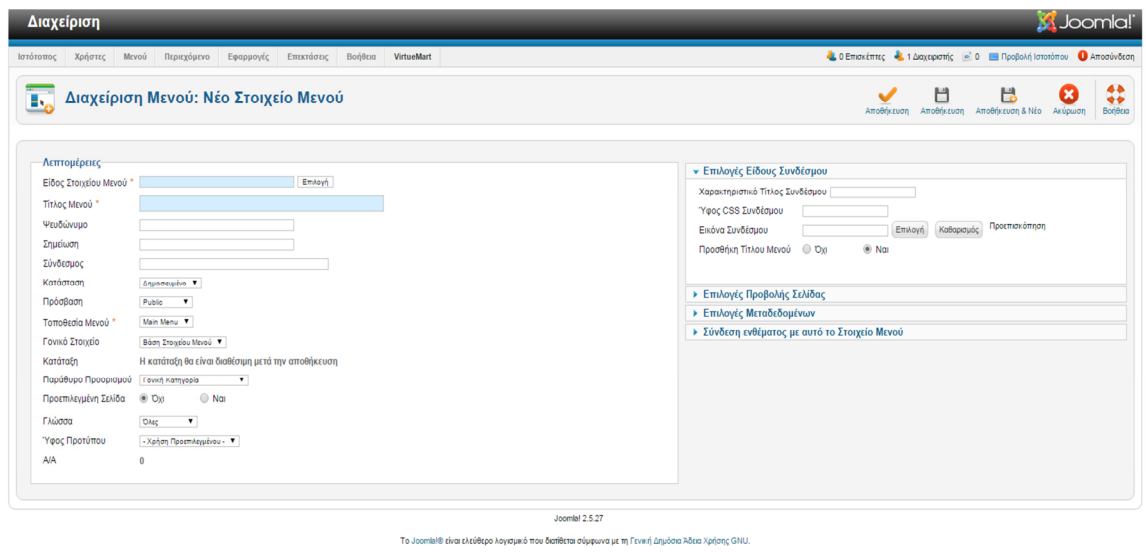 Διαχείριση
Joomla!
Ιστότοπος Χρήστες Μενού Περιεχόμενο Εφαρμογές Επεκτάσεις Βοήθεια VirtueMart 0 Επισκέπτες 1 Διαχειριστής 0 Προβολή Ιστοτόπου Αποσύνδεση
Διαχείριση Μενού: Νέο Στοιχείο Μενού
Αποθήκευση Αποθήκευση Αποθήκευση & Νέο Ακύρωση Βοήθεια
Λεπτομέρειες
Είδος Στοιχείου Μενού * Επιλογή
Τίτλος Μενού *
Ψευδώνυμο
Σημείωση
Σύνδεσμος
Κατάσταση Δημοσιευμένο
Πρόσβαση Public
Τοποθεσία Μενού * Main Menu
Γονικό Στοιχείο Βάση Στοιχείου Μενού
Κατάταξη Η κατάταξη θα είναι διαθέσιμη μετά την αποθήκευση
Παράθυρο Προορισμού Γονική Κατηγορία
Προεπιλεγμένη Σελίδα Όχι Ναι
Γλώσσα Όλες
Ύφος Προτύπου - Χρήση Προεπιλεγμένου -
Α/Α 0
Επιλογές Είδους Συνδέσμου
Χαρακτηριστικό Τίτλος Συνδέσμου
Ύφος CSS Συνδέσμου
Εικόνα Συνδέσμου Επιλογή Καθαρισμός Προεπισκόπηση
Προσθήκη Τίτλου Μενού Όχι Ναι
Επιλογές Προβολής Σελίδας
Επιλογές Μεταδεδομένων
Σύνδεση ενθέματος με αυτό το Στοιχείο Μενού
Joomla! 2.5.27
Το Joomla!® είναι ελεύθερο λογισμικό που διατίθεται σύμφωνα με τη Γενική Δημόσια Άδεια Χρήσης GNU.